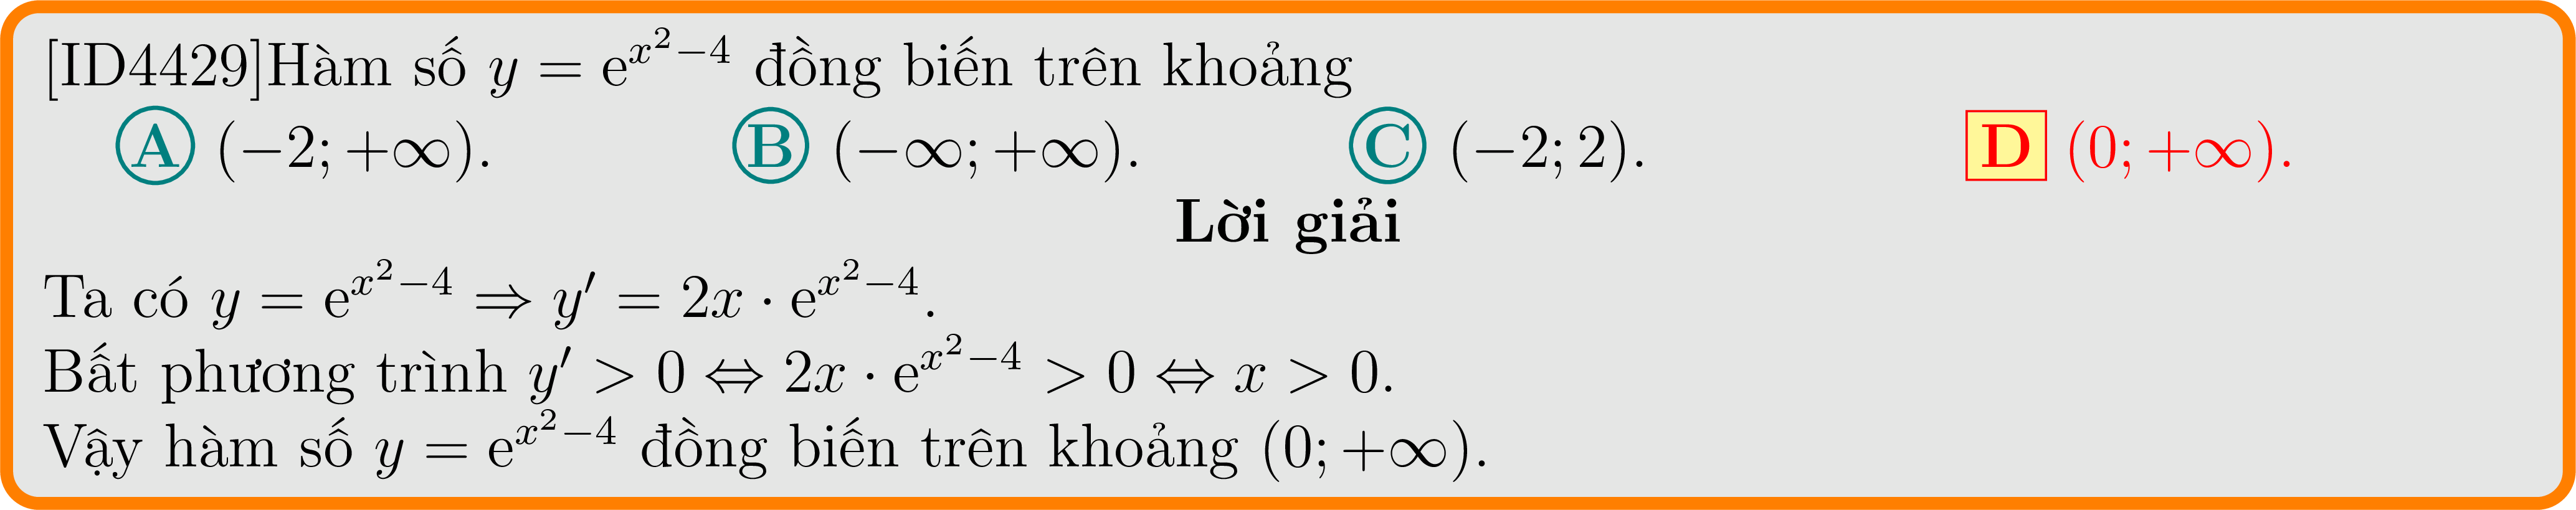 [ID4429]Hàm số $y = \mathrm{e}^{x^2-4}$ đồng biến trên khoảng
A $(-2; +\infty)$. B $(-\infty; +\infty)$. C $(-2; 2)$. D $(0; +\infty)$.
Lời giải
Ta có $y = \mathrm{e}^{x^2-4} \Rightarrow y' = 2x \cdot \mathrm{e}^{x^2-4}$.
Bất phương trình $y' > 0 \Leftrightarrow 2x \cdot \mathrm{e}^{x^2-4} > 0 \Leftrightarrow x > 0$.
Vậy hàm số $y = \mathrm{e}^{x^2-4}$ đồng biến trên khoảng $(0; +\infty)$.